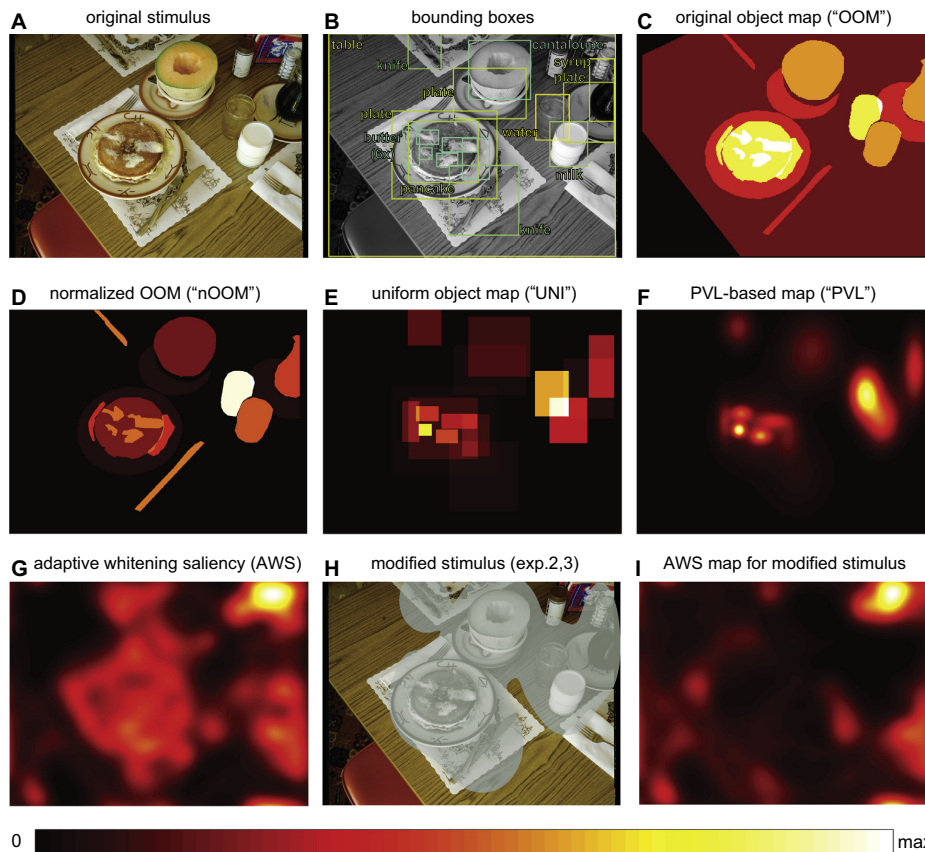 A original stimulus
B bounding boxes
C original object map (“OOM”)
table
knife
cantaloupe
syrup
plate
plate
plate
butter
(6x)
water
pancake
milk
knife
D normalized OOM (“nOOM”)
E uniform object map (“UNI”)
F PVL-based map (“PVL”)
G adaptive whitening saliency (AWS)
H modified stimulus (exp.2,3)
I AWS map for modified stimulus
0
max